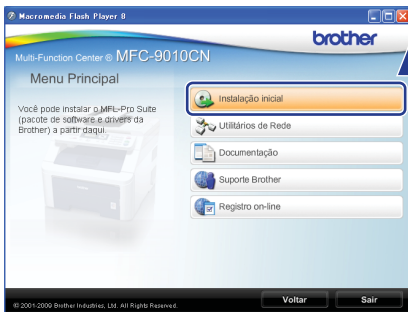 Macromedia Flash Player 8
brother
Multi-Function Center ® MFC-9010CN
Menu Principal
Você pode instalar o MFL-Pro Suite
(pacote de software e drivers da
Brother) a partir daqui.
Instalação inicial
Utilitários de Rede
Documentação
Suporte Brother
Registro on-line
© 2001-2009 Brother Industries, Ltd. All Rights Reserved.
Voltar
Sair